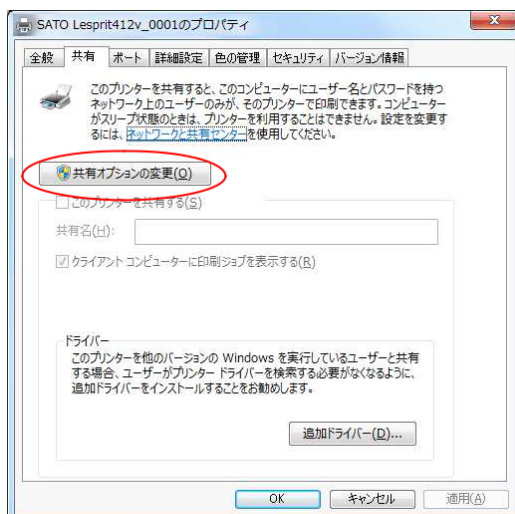 SATO Lesprit412v_0001のプロパティ
全般 共有 ポート 詳細設定 色の管理 セキュリティ バージョン情報
このプリンターを共有すると、このコンピューターにユーザー名とパスワードを持つ
ネットワーク上のユーザーのみが、そのプリンターで印刷できます。コンピューター
がスリープ状態のときは、プリンターを利用することはできません。設定を変更す
るには、ネットワークと共有センターを使用してください。
共有オプションの変更(O)
このプリンターを共有する(S)
共有名(H):
クライアント コンピューターに印刷ジョブを表示する(R)
ドライバー
このプリンターを他のバージョンの Windows を実行しているユーザーと共有
する場合、ユーザーがプリンター ドライバーを検索する必要がなくなるように、
追加ドライバーをインストールすることをお勧めします。
追加ドライバー(D)...
OK キャンセル 適用(A)